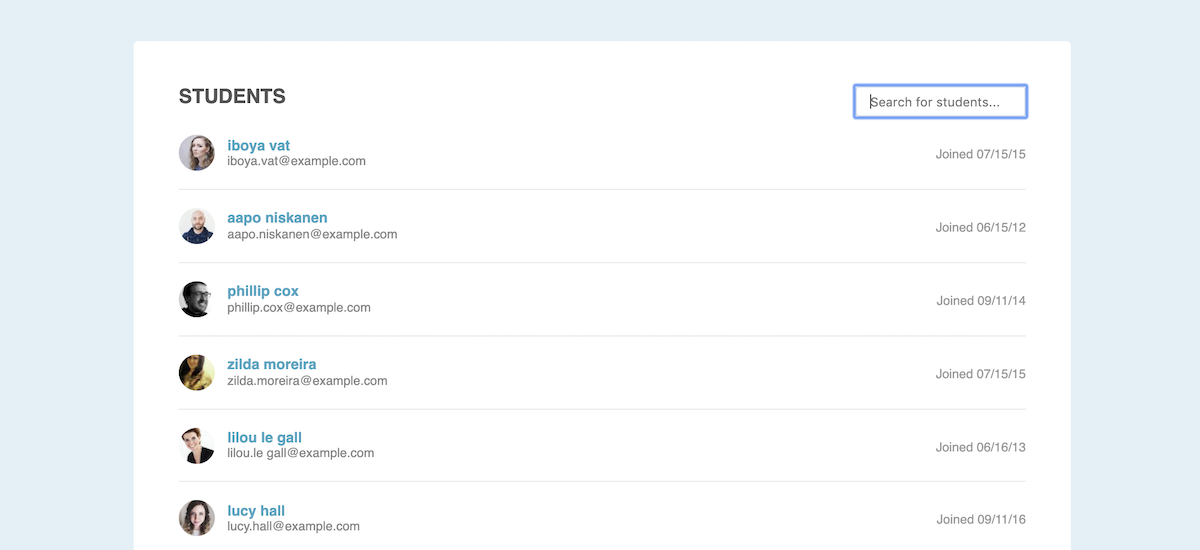 STUDENTS
Search for students...
iboya vat
iboya.vat@example.com
Joined 07/15/15
aapo niskanen
aapo.niskanen@example.com
Joined 06/15/12
phillip cox
phillip.cox@example.com
Joined 09/11/14
zilda moreira
zilda.moreira@example.com
Joined 07/15/15
lilou le gall
lilou.le gall@example.com
Joined 06/16/13
lucy hall
lucy.hall@example.com
Joined 09/11/16